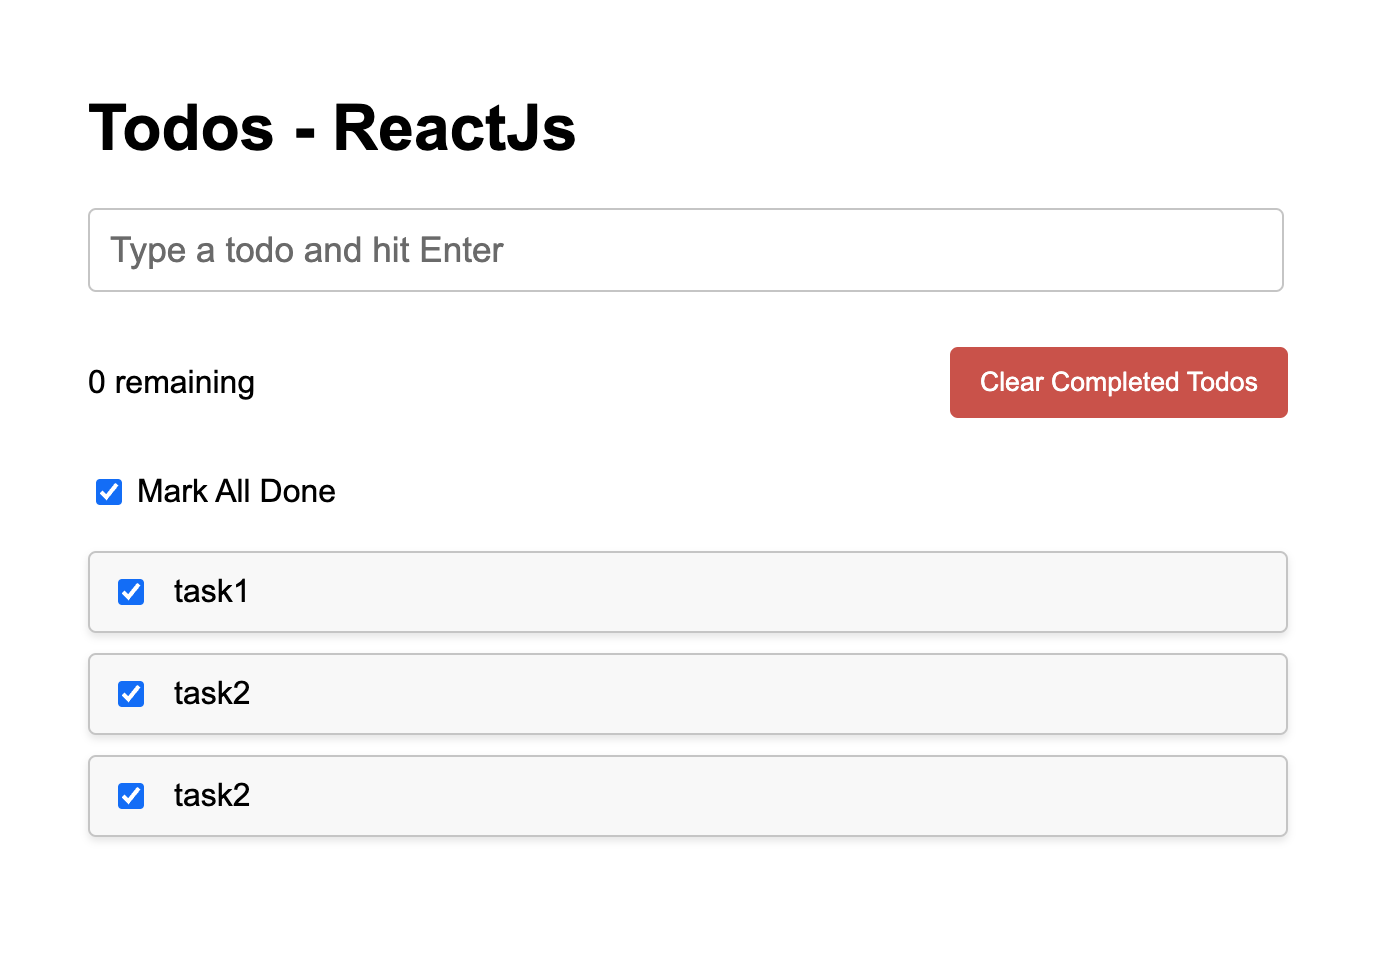 Todos - ReactJs
Type a todo and hit Enter
0 remaining
Clear Completed Todos
Mark All Done
task1
task2
task2